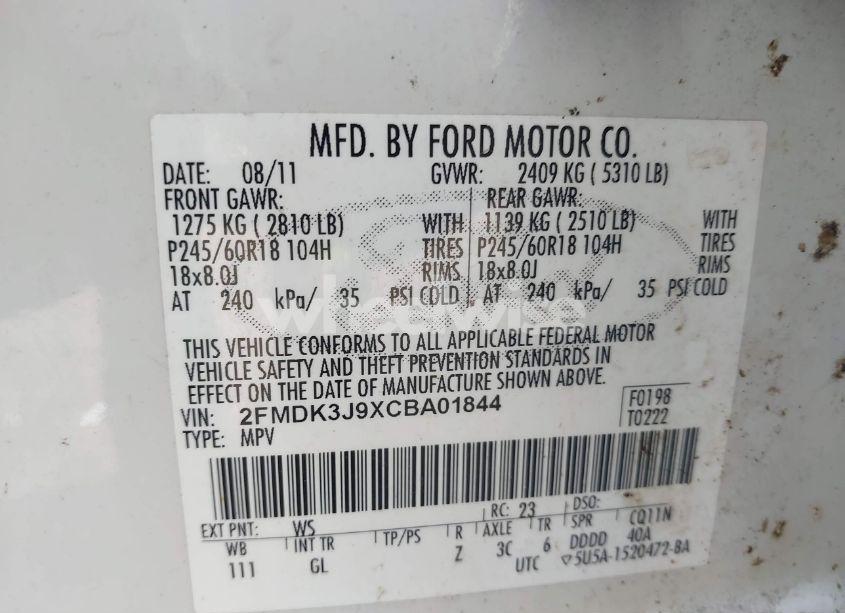 MFD. BY FORD MOTOR CO.
DATE: 08/11 GVWR: 2409 KG ( 5310 LB)
FRONT GAWR: REAR GAWR:
1275 KG ( 2810 LB) WITH 1139 KG ( 2510 LB) WITH
P245/60R18 104H TIRES P245/60R18 104H TIRES
18x8.0J RIMS 18x8.0J RIMS
AT 240 kPa/ 35 PSI COLD AT 240 kPa/ 35 PSI COLD
THIS VEHICLE CONFORMS TO ALL APPLICABLE FEDERAL MOTOR
VEHICLE SAFETY AND THEFT PREVENTION STANDARDS IN
EFFECT ON THE DATE OF MANUFACTURE SHOWN ABOVE.
VIN: 2FMDK3J9XCBA01844 F0198
TYPE: MPV T0222
EXT PNT: WS RC: 23 DSO: CQ11N
WB INT TR TP/PS R AXLE TR SPR 40A
111 GL Z 3C 6 DDDD
UTC ▽5U5A-1520472-BA
wheelwise